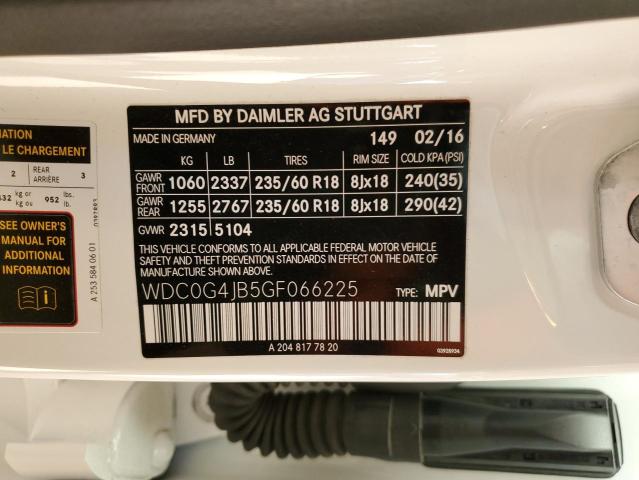 MATION
LE CHARGEMENT
2 REAR ARRIÈRE 3
432 kg or kg ou 952 lbs. lb.
SEE OWNER'S
MANUAL FOR
ADDITIONAL
INFORMATION
A 253 584 06 01
MFD BY DAIMLER AG STUTTGART
MADE IN GERMANY 149 02/16
KG LB TIRES RIM SIZE COLD KPA (PSI)
GAWR FRONT 1060 2337 235/60 R18 8Jx18 240(35)
GAWR REAR 1255 2767 235/60 R18 8Jx18 290(42)
GVWR 2315 5104
THIS VEHICLE CONFORMS TO ALL APPLICABLE FEDERAL MOTOR VEHICLE
SAFETY AND THEFT PREVENTION STANDARDS IN EFFECT ON THE DATE OF
MANUFACTURE SHOWN ABOVE.
WDC0G4JB5GF066225 TYPE: MPV
A 204 817 78 20
03928934